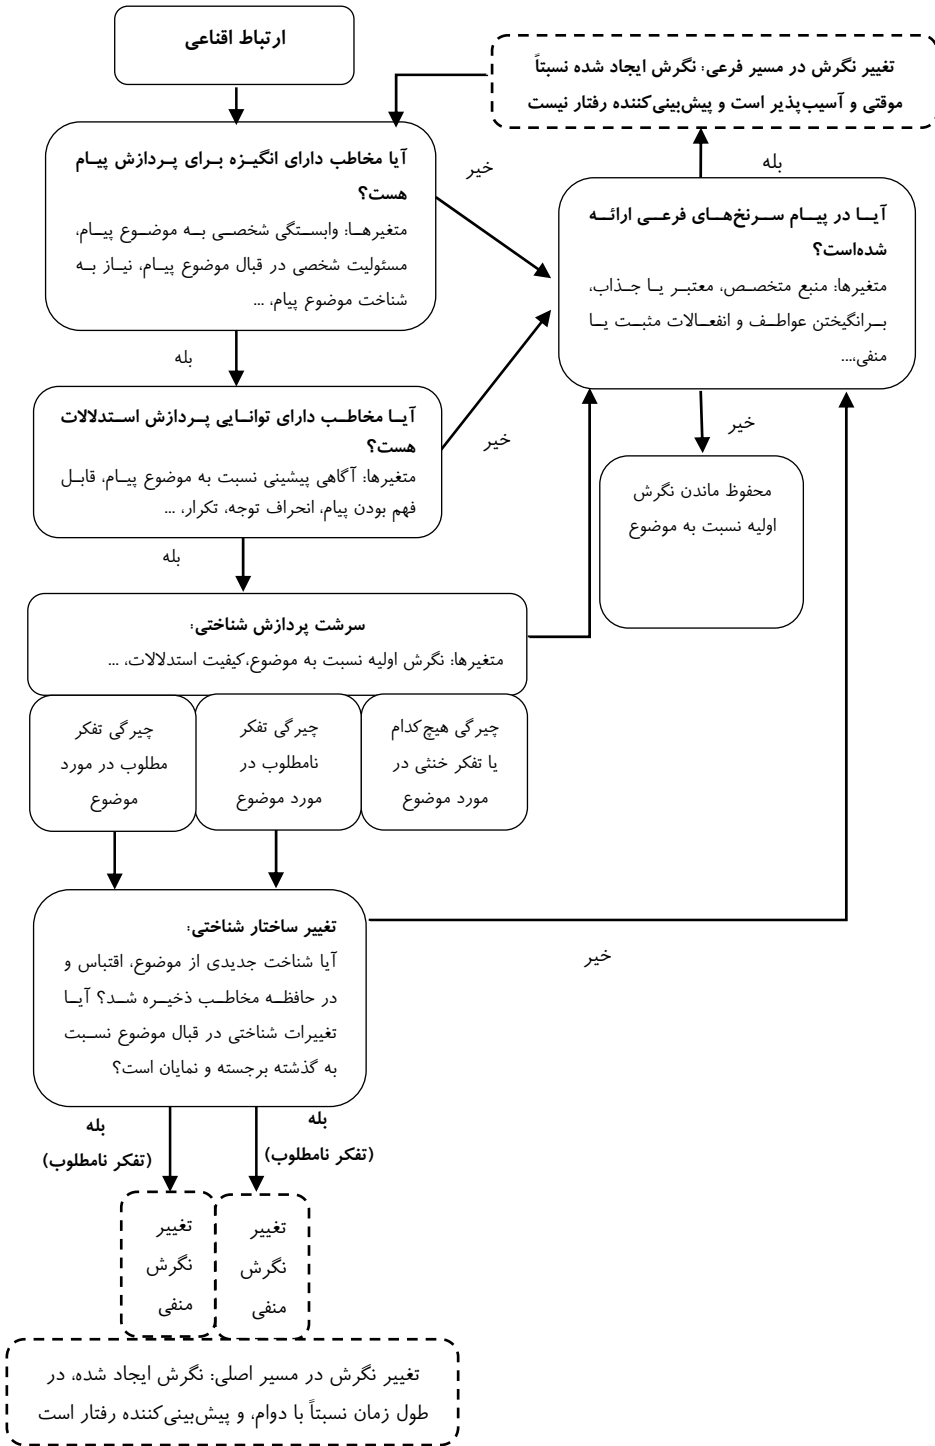 ارتباط اقناعی
تغییر نگرش در مسیر فرعی: نگرش ایجاد شده نسبتاً
موقتی و آسیب‌پذیر است و پیش‌بینی‌کننده رفتار نیست
آیا مخاطب دارای انگیزه برای پردازش پیام
هست؟
متغیرها: وابستگی شخصی به موضوع پیام،
مسئولیت شخصی در قبال موضوع پیام، نیاز به
شناخت موضوع پیام، ...
خیر
بله
آیا در پیام سرنخ‌های فرعی ارائه
شده‌است؟
متغیرها: منبع متخصص، معتبر یا جذاب،
برانگیختن عواطف و انفعالات مثبت یا
منفی،...
بله
آیا مخاطب دارای توانایی پردازش استدلالات
هست؟
متغیرها: آگاهی پیشینی نسبت به موضوع پیام، قابل
فهم بودن پیام، انحراف توجه، تکرار، ...
خیر
خیر
محفوظ ماندن نگرش
اولیه نسبت به موضوع
بله
سرشت پردازش شناختی:
متغیرها: نگرش اولیه نسبت به موضوع،کیفیت استدلالات، ...
چیرگی هیچ‌کدام
یا تفکر خنثی در
مورد موضوع
چیرگی تفکر
نامطلوب در
مورد موضوع
چیرگی تفکر
مطلوب در مورد
موضوع
تغییر ساختار شناختی:
آیا شناخت جدیدی از موضوع، اقتباس و
در حافظه مخاطب ذخیره شد؟ آیا
تغییرات شناختی در قبال موضوع نسبت
به گذشته برجسته و نمایان است؟
خیر
بله
(تفکر نامطلوب)
بله
(تفکر نامطلوب)
تغییر
نگرش
منفی
تغییر
نگرش
منفی
تغییر نگرش در مسیر اصلی: نگرش ایجاد شده، در
طول زمان نسبتاً با دوام، و پیش‌بینی‌کننده رفتار است